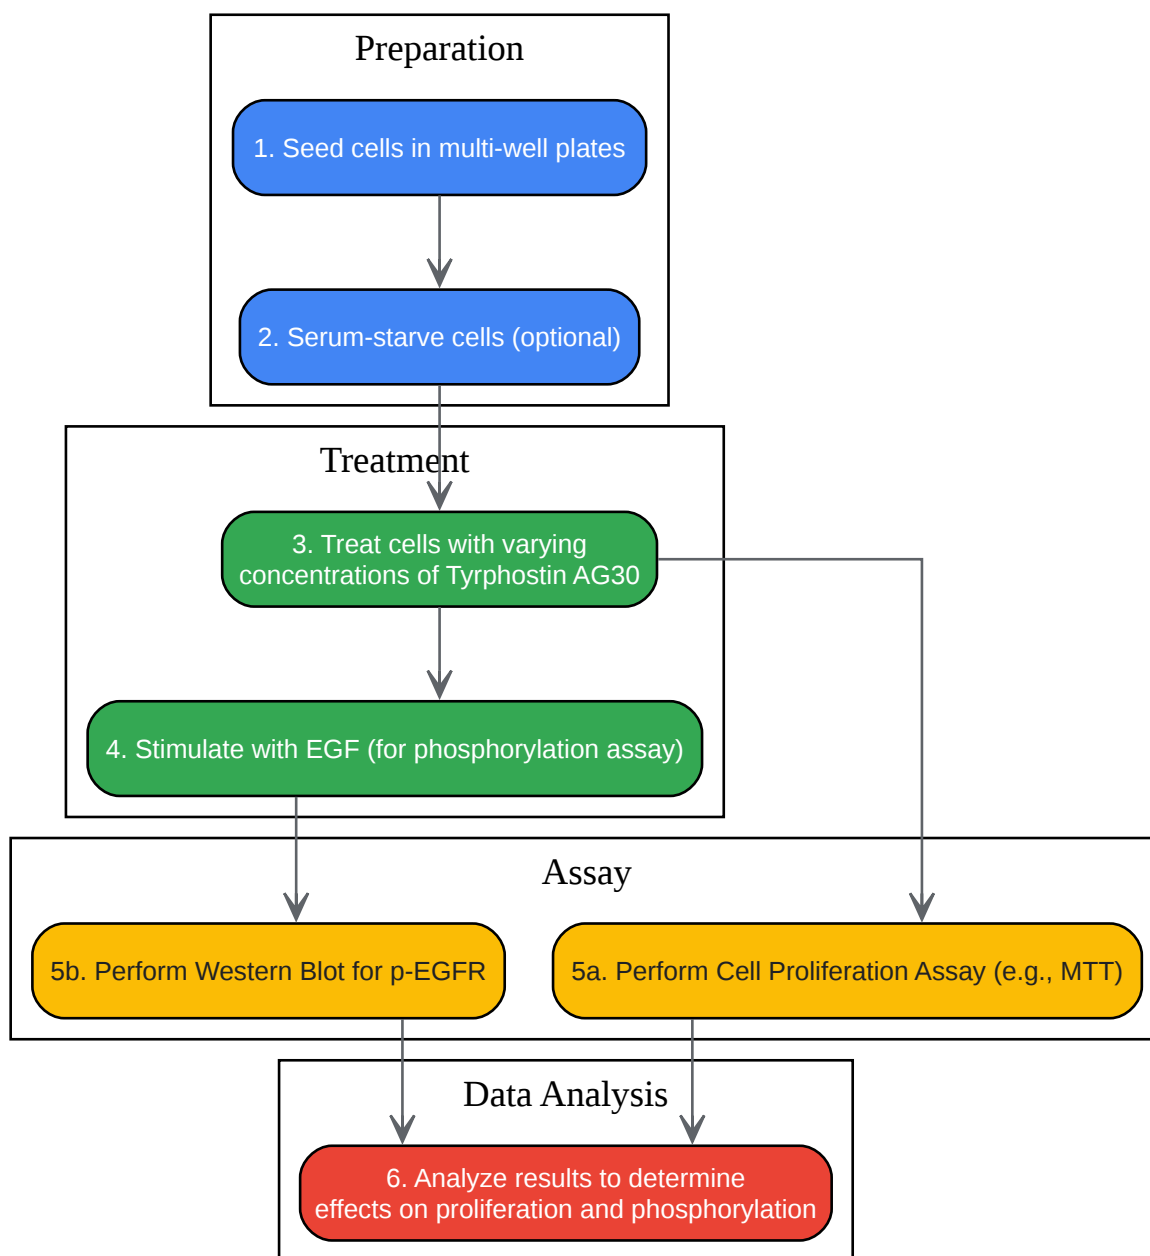 Preparation
1. Seed cells in multi-well plates
2. Serum-starve cells (optional)
Treatment
3. Treat cells with varying
concentrations of Tyrphostin AG30
4. Stimulate with EGF (for phosphorylation assay)
Assay
5b. Perform Western Blot for p-EGFR
5a. Perform Cell Proliferation Assay (e.g., MTT)
Data Analysis
6. Analyze results to determine
effects on proliferation and phosphorylation